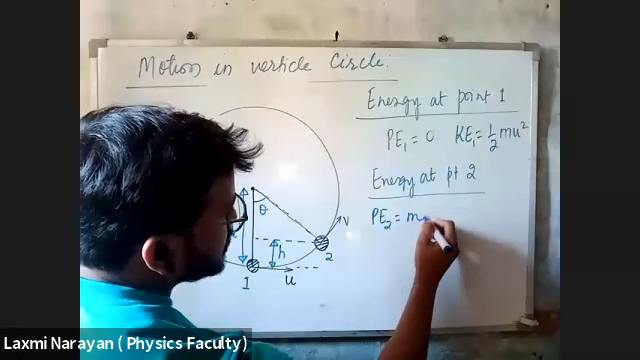 Motion in verticle Circle.
Energy at point 1
PE₁ = 0 KE₁ = 1/2 mu²
Energy at pt 2
PE₂ = m
θ
v
h
2
1
u
Laxmi Narayan ( Physics Faculty)